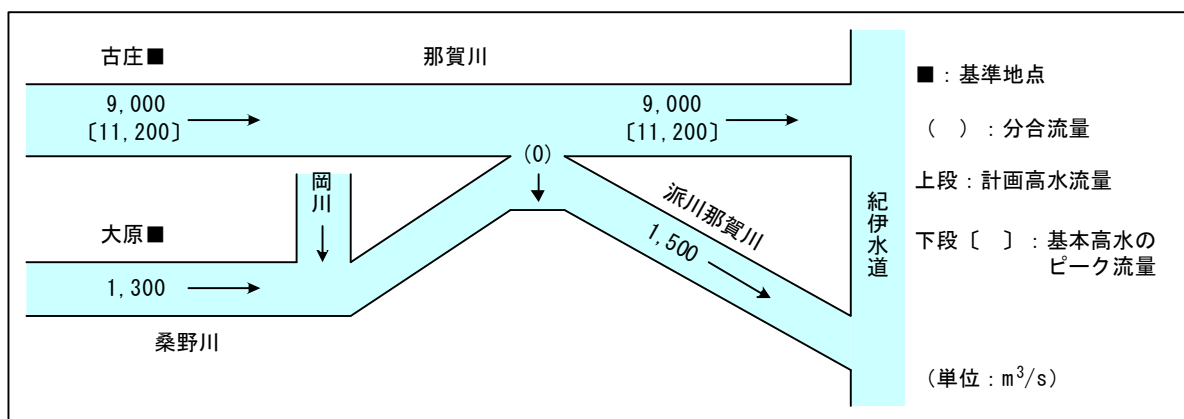 古庄■
那賀川
9,000
〔11,200〕
9,000
〔11,200〕
(0)
岡川
大原■
1,300
桑野川
派川那賀川
1,500
紀伊水道
■：基準地点
（　）：分合流量
上段：計画高水流量
下段〔　〕：基本高水の
ピーク流量
（単位：m³/s）